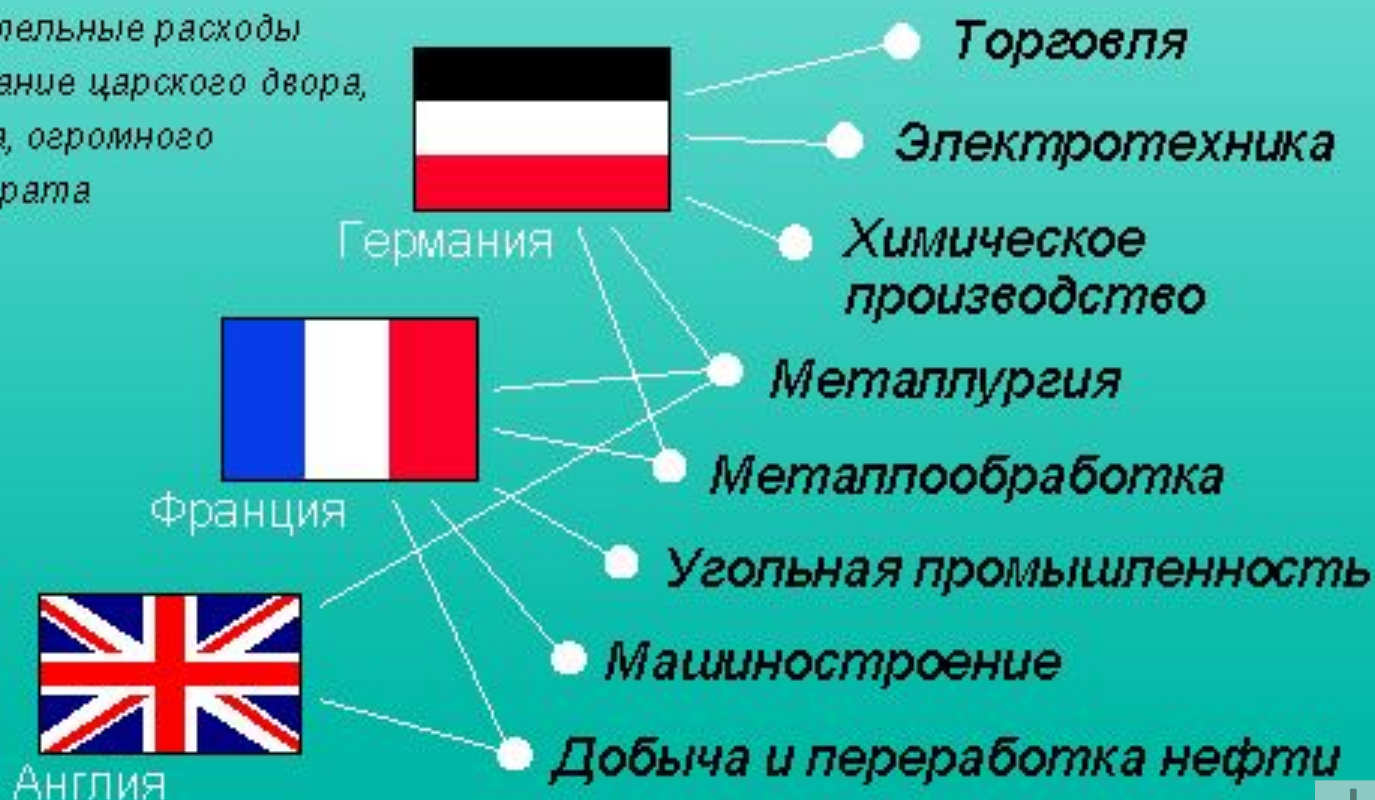 тельные расходы
ание царского двора,
а, огромного
рата
Германия
Франция
Англия
Торговля
Электротехника
Химическое
производство
Металлургия
Металлообработка
Угольная промышленность
Машиностроение
Добыча и переработка нефти